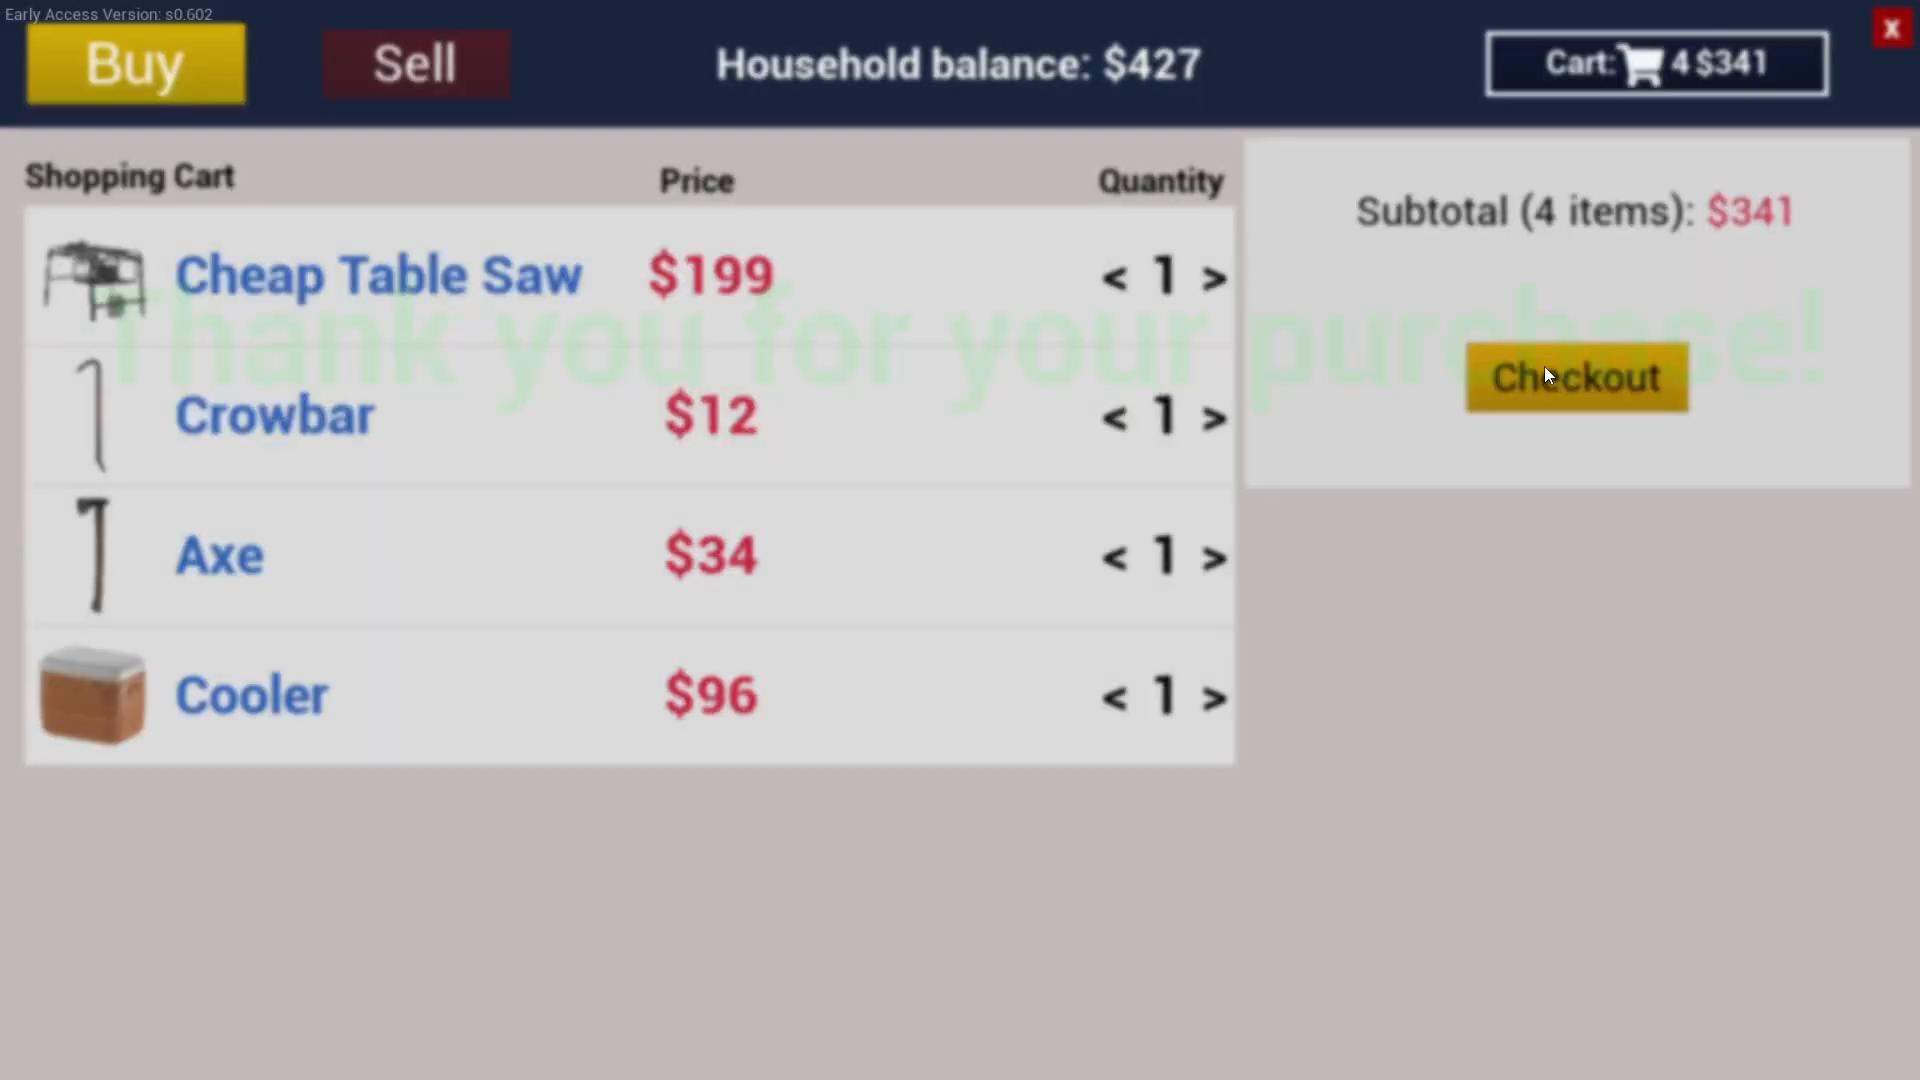 Early Access Version: s0.602
Buy
Sell
Household balance: $427
Cart: 4 $341
x
Shopping Cart
Price
Quantity
Subtotal (4 items): $341
Cheap Table Saw
$199
< 1 >
Thank you for your purchase!
Checkout
Crowbar
$12
< 1 >
Axe
$34
< 1 >
Cooler
$96
< 1 >